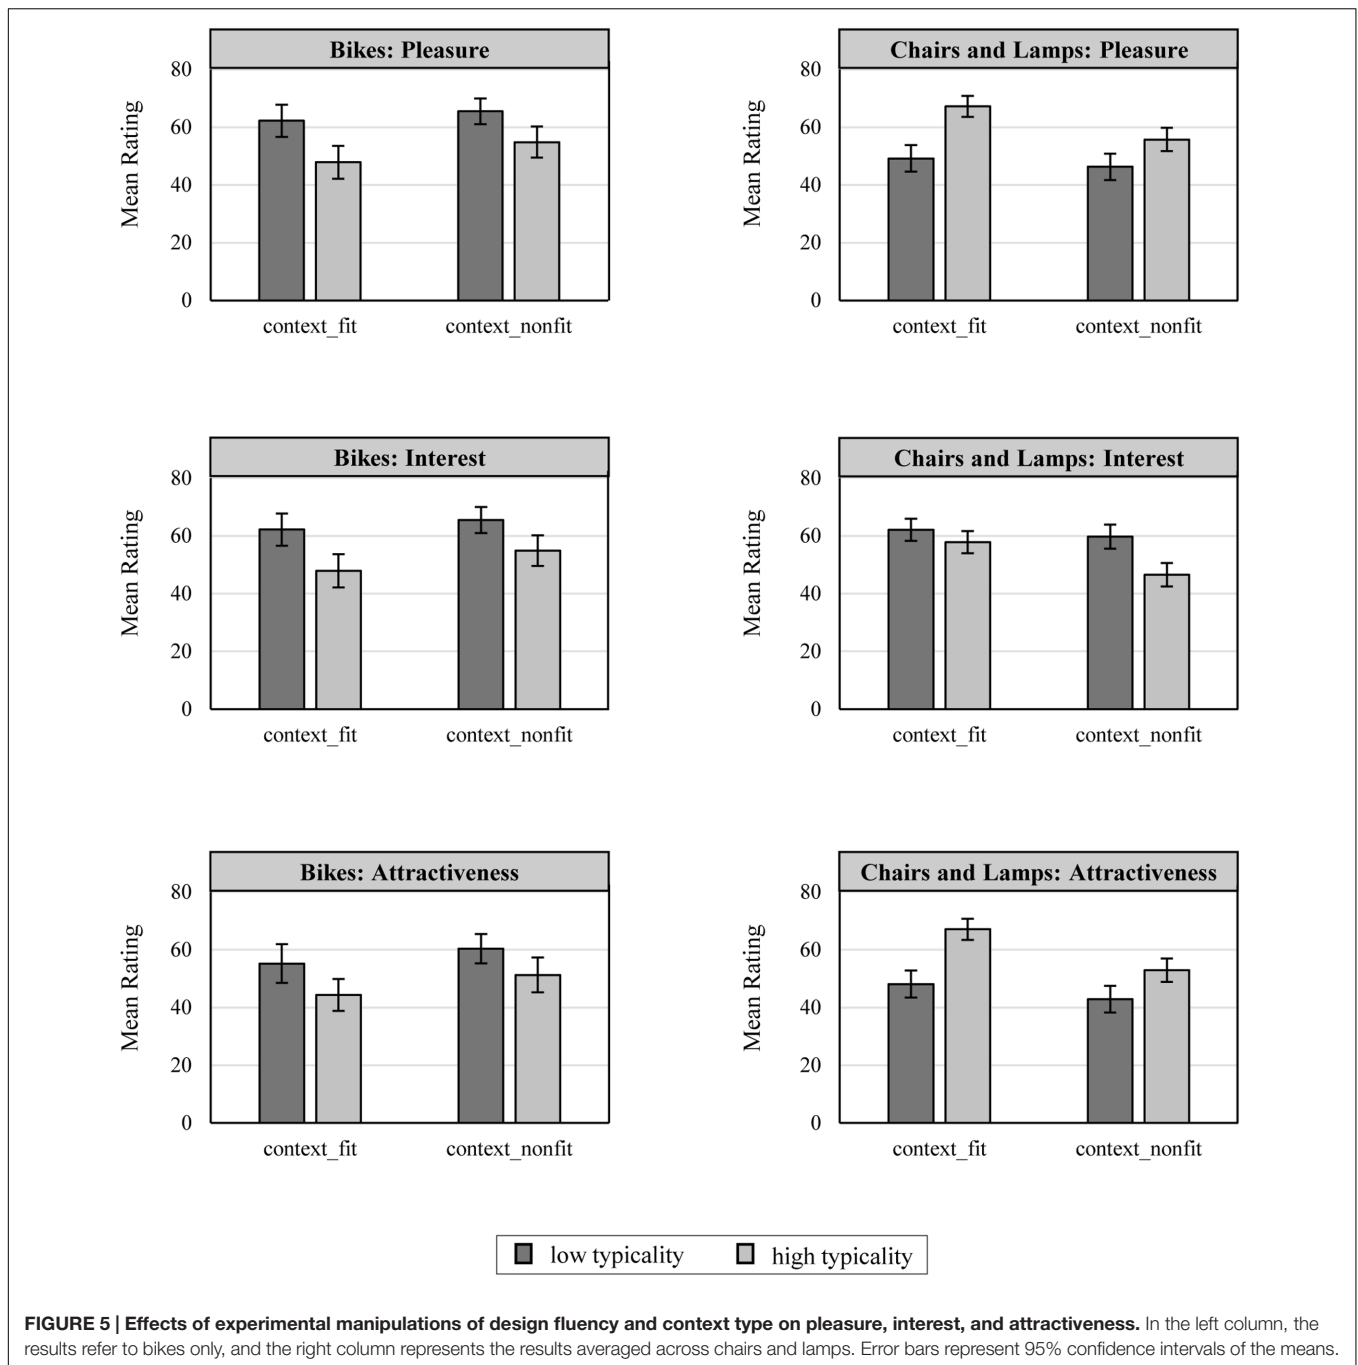 Bikes: Pleasure
80
60
40
20
0
Mean Rating
context_fit context_nonfit
Chairs and Lamps: Pleasure
80
60
40
20
0
Mean Rating
context_fit context_nonfit
Bikes: Interest
80
60
40
20
0
Mean Rating
context_fit context_nonfit
Chairs and Lamps: Interest
80
60
40
20
0
Mean Rating
context_fit context_nonfit
Bikes: Attractiveness
80
60
40
20
0
Mean Rating
context_fit context_nonfit
Chairs and Lamps: Attractiveness
80
60
40
20
0
Mean Rating
context_fit context_nonfit
low typicality high typicality
FIGURE 5 | Effects of experimental manipulations of design fluency and context type on pleasure, interest, and attractiveness. In the left column, the
results refer to bikes only, and the right column represents the results averaged across chairs and lamps. Error bars represent 95% confidence intervals of the means.